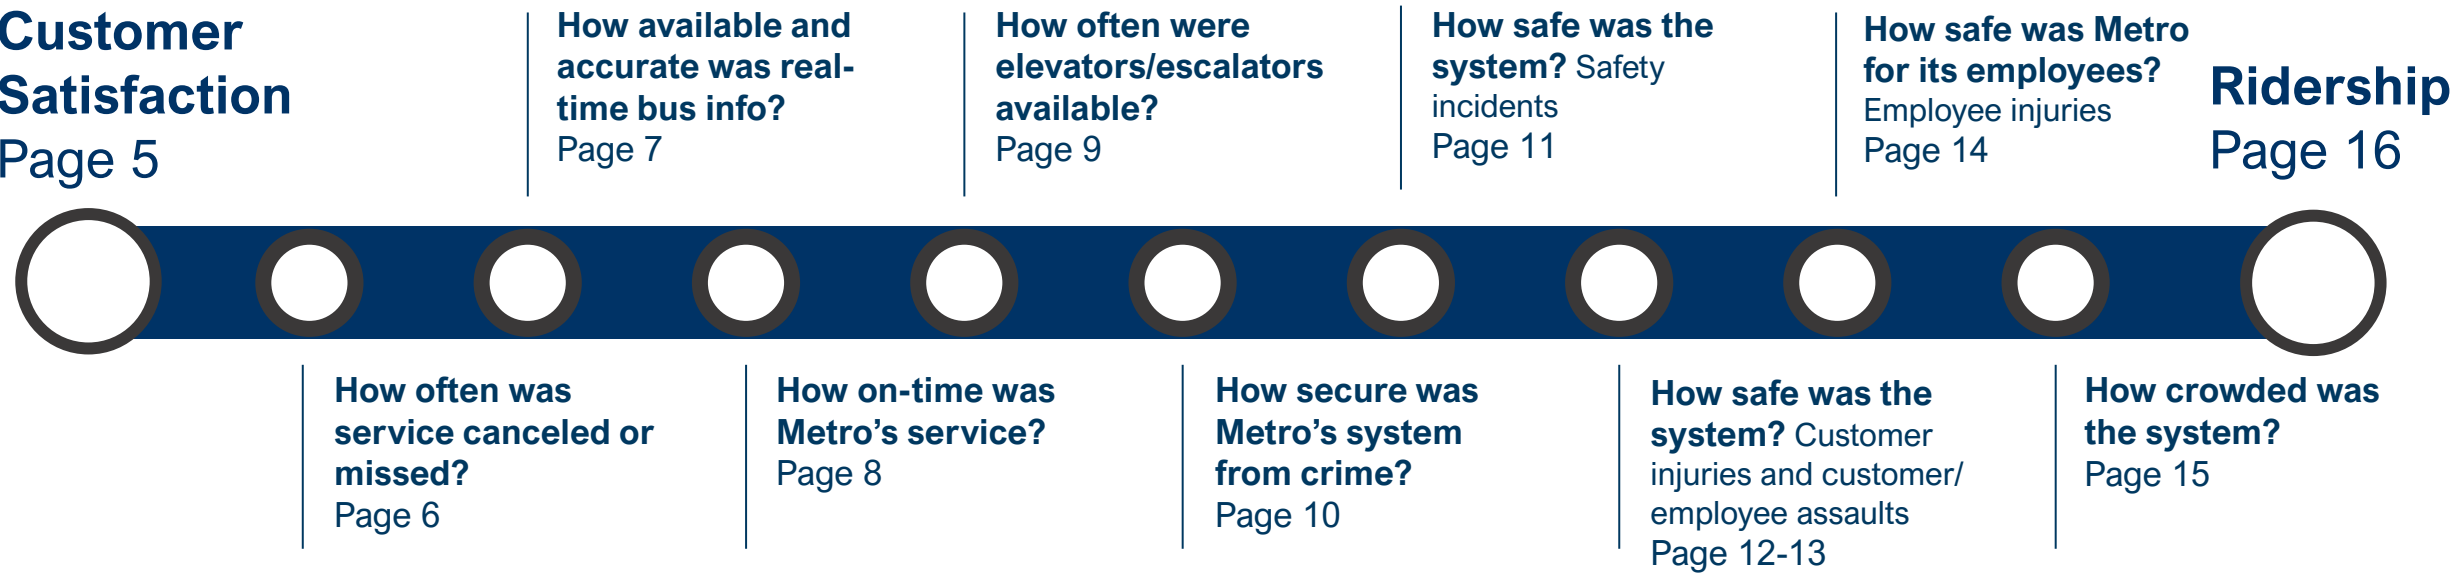 Customer
Satisfaction
Page 5
How often was
service canceled or
missed?
Page 6
How available and
accurate was real-
time bus info?
Page 7
How on-time was
Metro’s service?
Page 8
How often were
elevators/escalators
available?
Page 9
How secure was
Metro’s system
from crime?
Page 10
How safe was the
system? Safety
incidents
Page 11
How safe was the
system? Customer
injuries and customer/
employee assaults
Page 12-13
How safe was Metro
for its employees?
Employee injuries
Page 14
How crowded was
the system?
Page 15
Ridership
Page 16